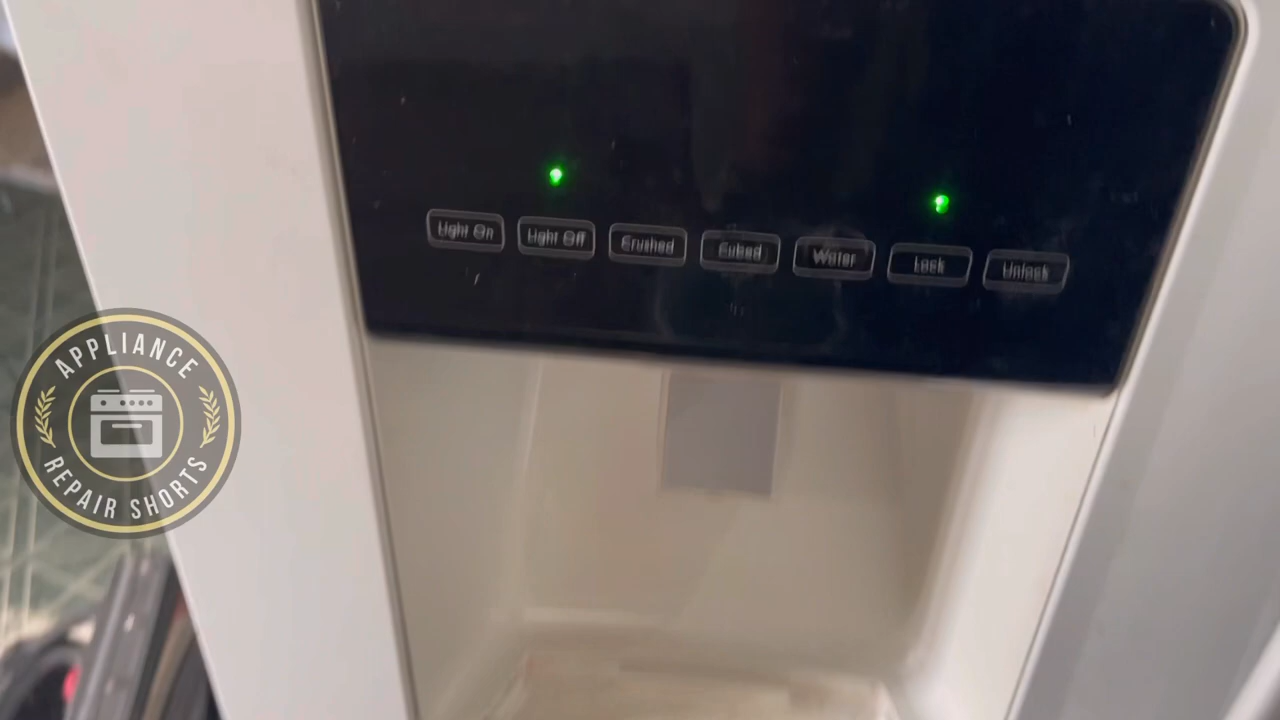 Light On
Light Off
Crushed
Cubed
Water
Lock
Unlock
APPLIANCE
REPAIR SHORTS